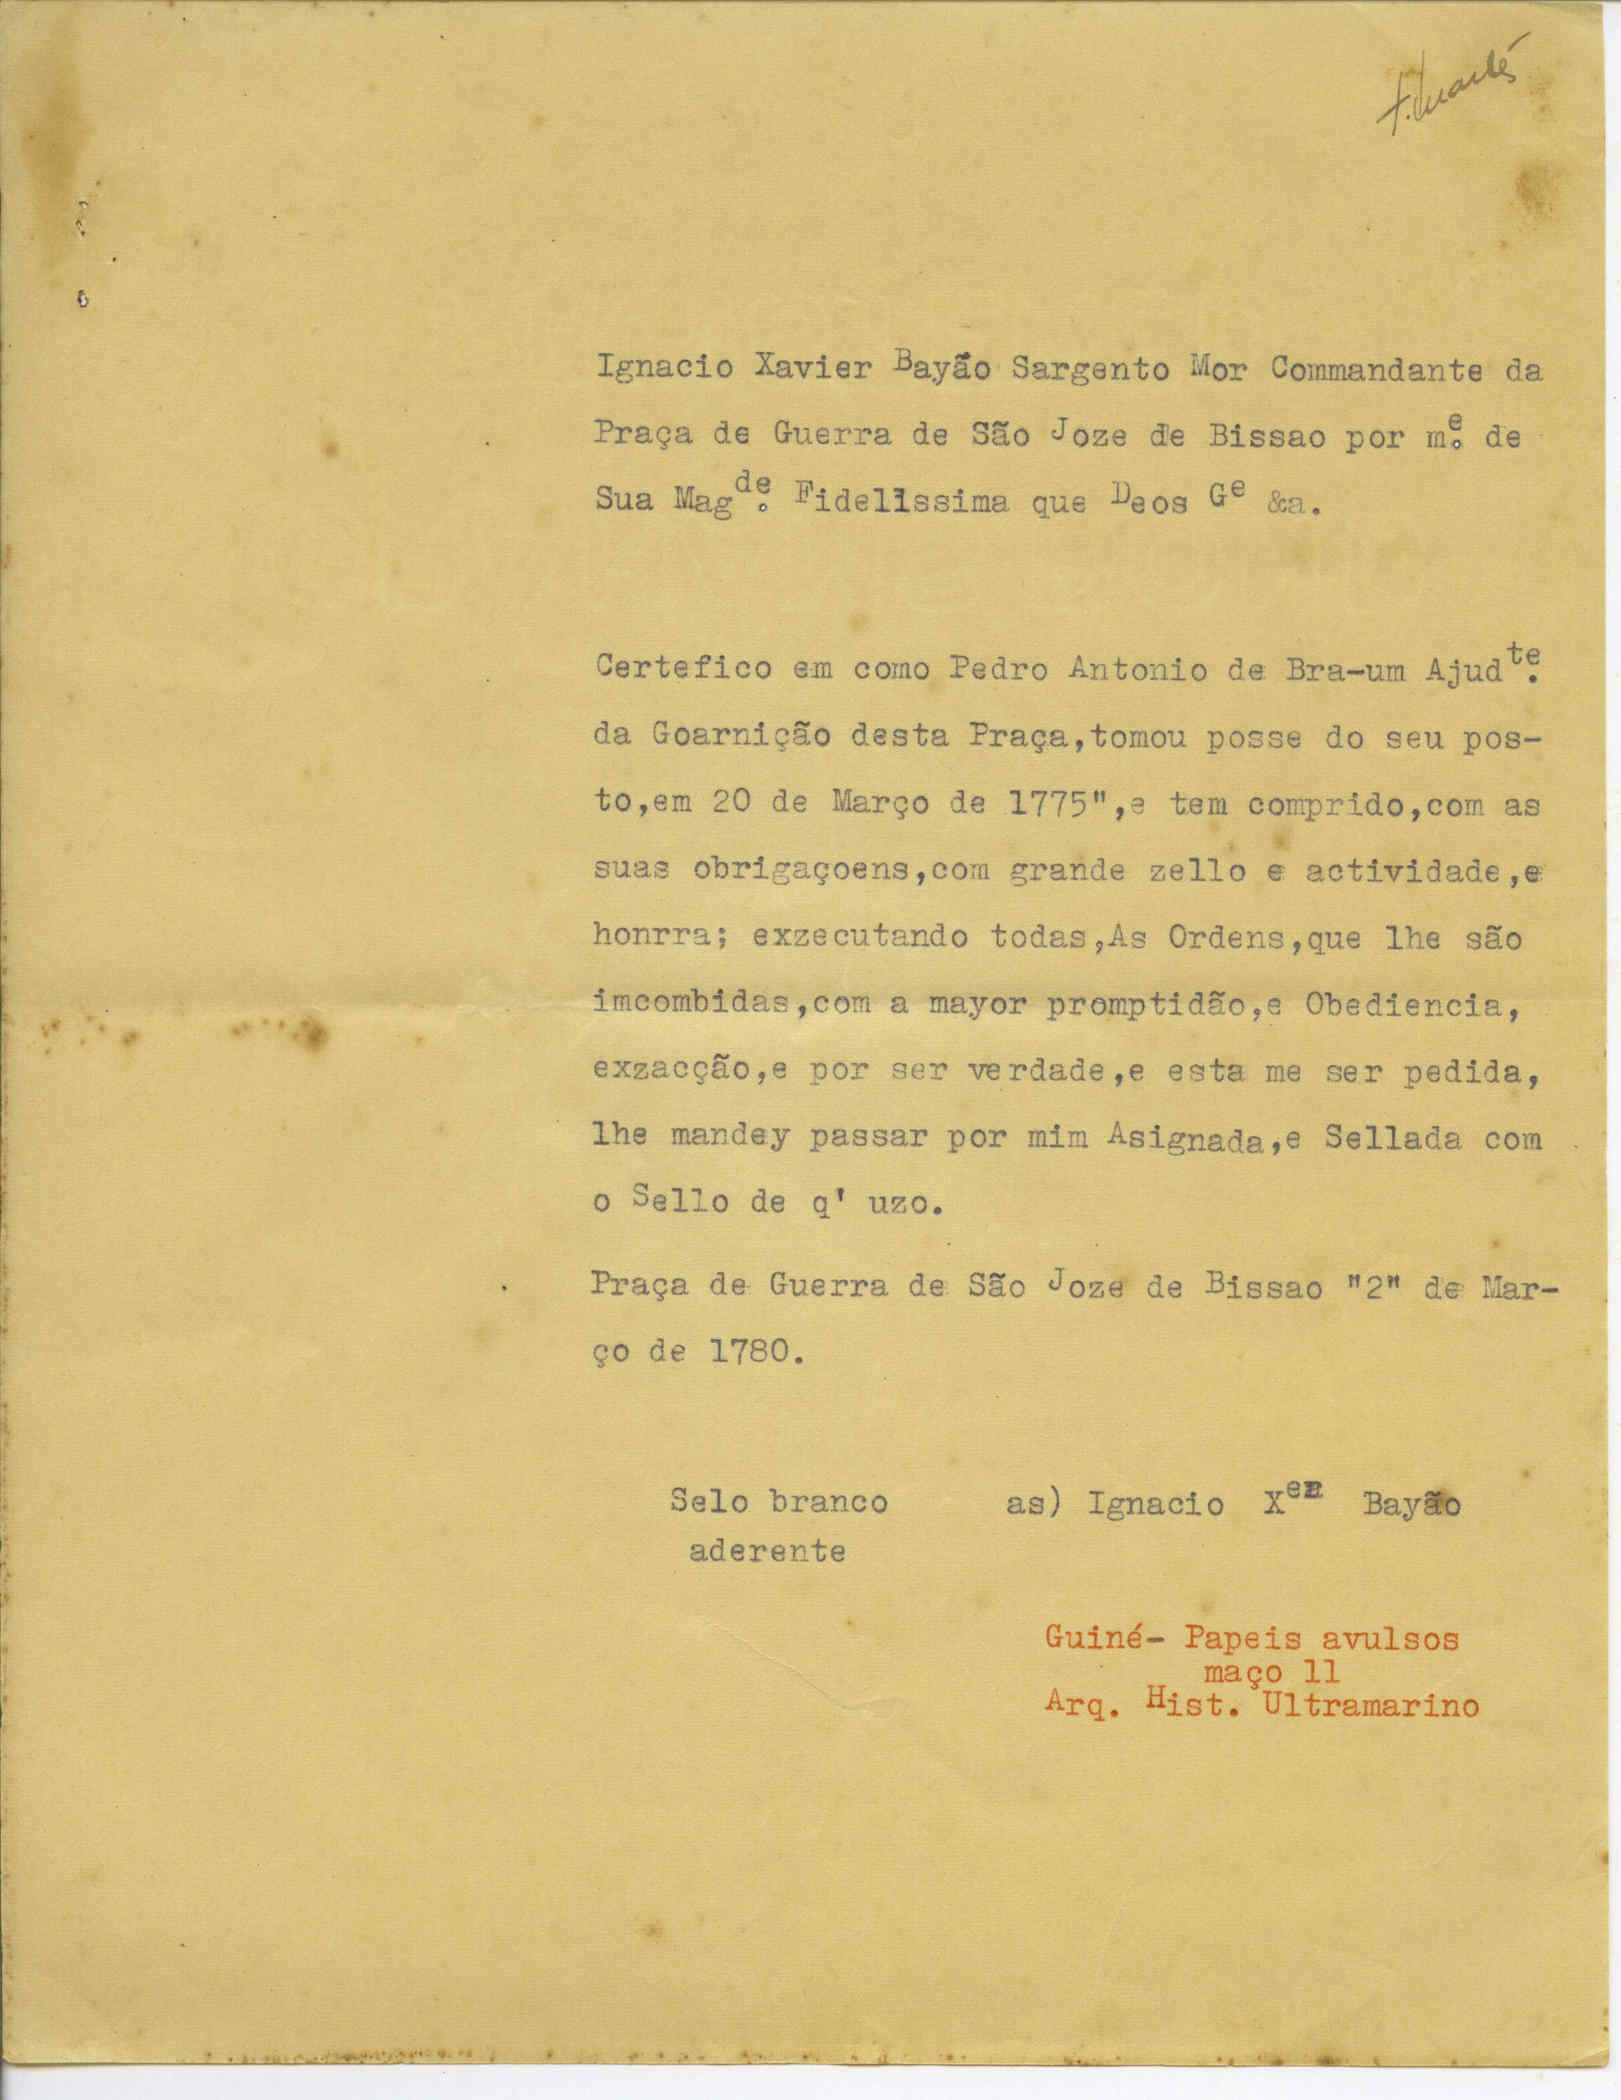 Ignacio Xavier Bayão Sargento Mor Commandante da
Praça de Guerra de São Joze de Bissao por mᵉ. de
Sua Magᵈᵉ. Fidelissima que Deos Gᵉ &a.
Certefico em como Pedro Antonio de Bra-um Ajudᵗᵉ.
da Goarnição desta Praça,tomou posse do seu pos-
to,em 20 de Março de 1775",e tem comprido,com as
suas obrigaçoens,com grande zello e actividade,e
honrra; exzecutando todas,As Ordens,que lhe são
imcombidas,com a mayor promptidão,e Obediencia,
exzacção,e por ser verdade,e esta me ser pedida,
lhe mandey passar por mim Asignada,e Sellada com
o Sello de q' uzo.
Praça de Guerra de São Joze de Bissao "2" de Mar-
ço de 1780.
Selo branco as) Ignacio Xᵉʳ Bayão
aderente
Guiné- Papeis avulsos
maço 11
Arq. Hist. Ultramarino